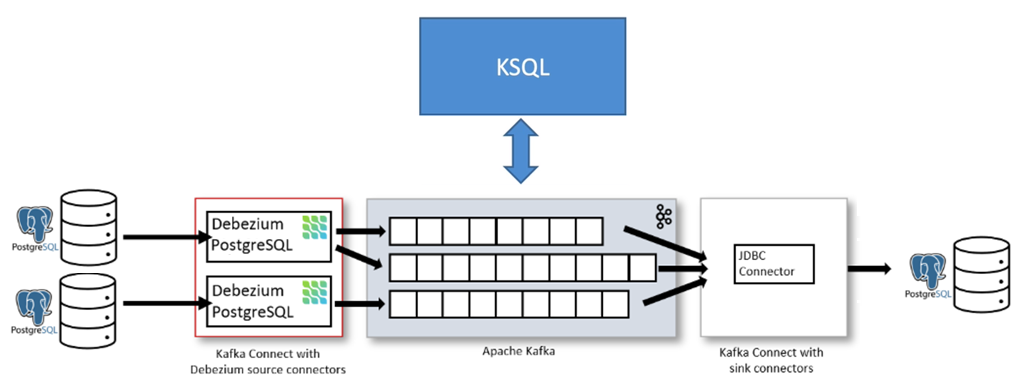 KSQL
PostgreSQL
Debezium
PostgreSQL
PostgreSQL
Debezium
PostgreSQL
JDBC
Connector
PostgreSQL
Kafka Connect with
Debezium source connectors
Apache Kafka
Kafka Connect with
sink connectors